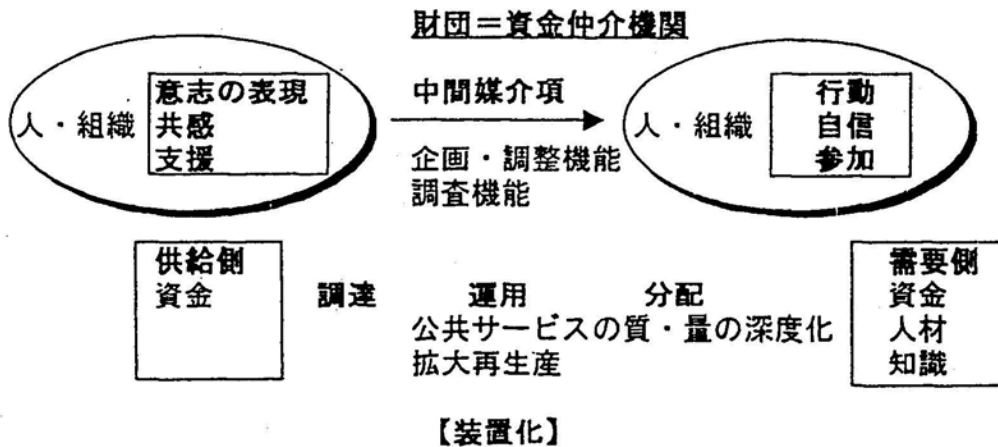 財団＝資金仲介機関
人・組織
意志の表現
共感
支援
中間媒介項
企画・調整機能
調査機能
人・組織
行動
自信
参加
供給側
資金
調達 運用 分配
公共サービスの質・量の深度化
拡大再生産
需要側
資金
人材
知識
【装置化】